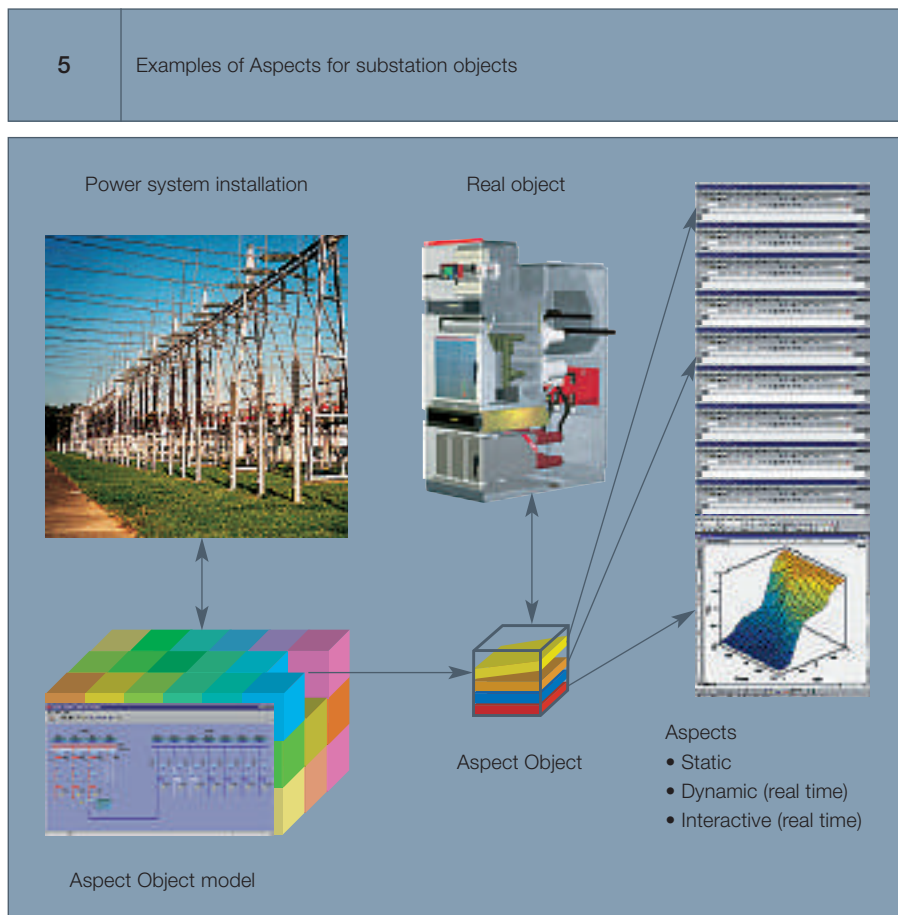 5
Examples of Aspects for substation objects
Power system installation
Real object
Aspect Object
Aspects
• Static
• Dynamic (real time)
• Interactive (real time)
Aspect Object model